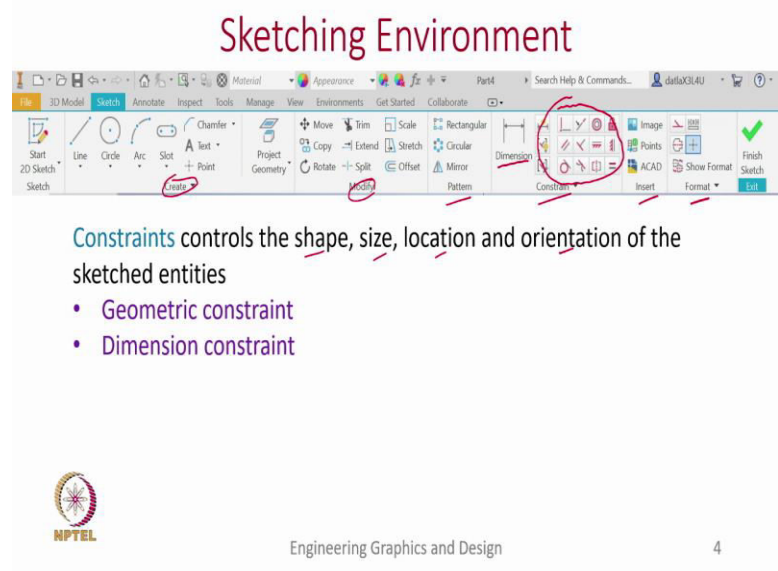 Sketching Environment
Material Appearance fx Part4 Search Help & Commands... datlaX3L4U
File 3D Model Sketch Annotate Inspect Tools Manage View Environments Get Started Collaborate
Start 2D Sketch Line Circle Arc Slot Chamfer Text Point Project Geometry
Move Trim Scale Rectangular
Copy Extend Stretch Circular
Rotate Split Offset Mirror
Dimension Image Points ACAD Show Format Finish Sketch
Sketch Create Modify Pattern Constrain Insert Format Exit
Constraints controls the shape, size, location and orientation of the
sketched entities
• Geometric constraint
• Dimension constraint
NPTEL
Engineering Graphics and Design 4